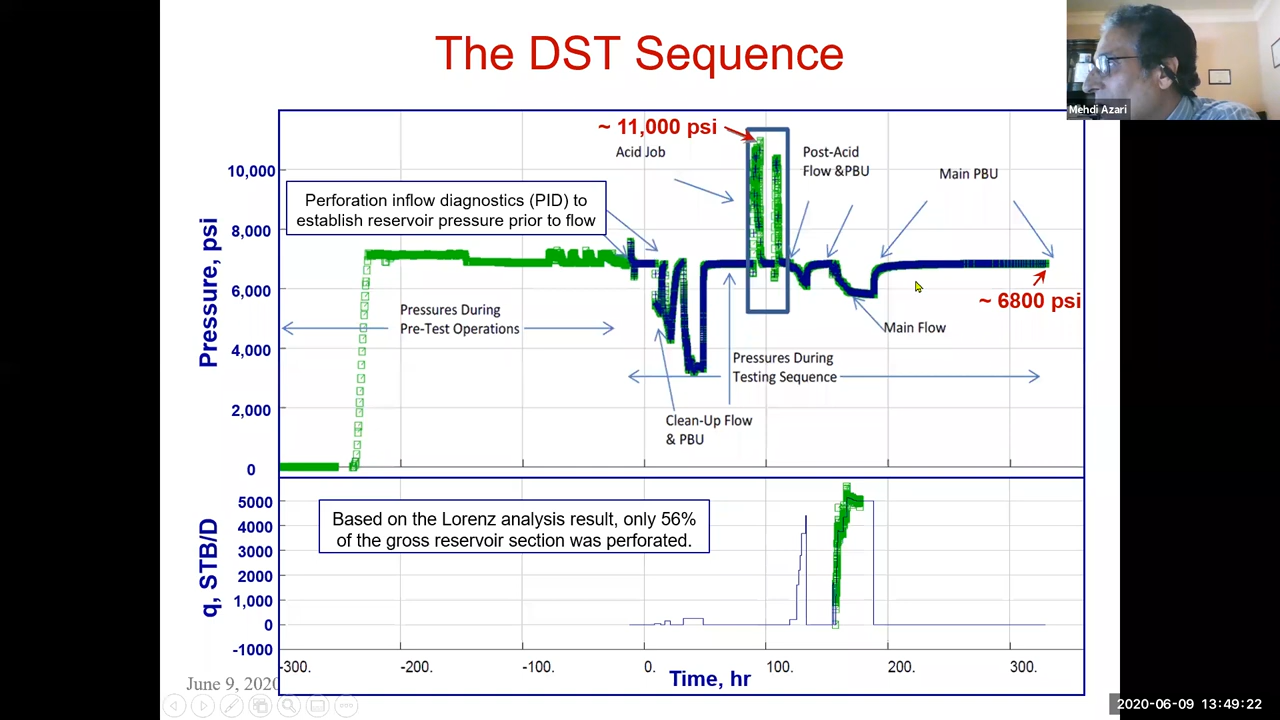 The DST Sequence
Mehdi Azari
~ 11,000 psi
Acid Job
Post-Acid
Flow &PBU
Main PBU
10,000
Perforation inflow diagnostics (PID) to
establish reservoir pressure prior to flow
8,000
6,000
~ 6800 psi
Pressures During
Pre-Test Operations
Main Flow
4,000
Pressures During
Testing Sequence
2,000
Clean-Up Flow
& PBU
0
Pressure, psi
5000
4000
3000
2000
1,000
0
-1000
q, STB/D
Based on the Lorenz analysis result, only 56%
of the gross reservoir section was perforated.
-300. -200. -100. 0. 100. 200. 300.
Time, hr
June 9, 2020
2020-06-09 13:49:22